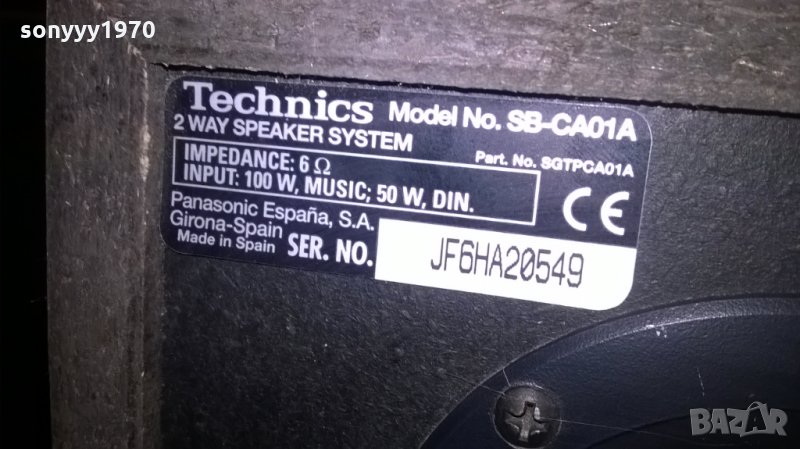 sonyyy1970
Technics Model No. SB-CA01A
2 WAY SPEAKER SYSTEM
Part. No. SGTPCA01A
IMPEDANCE: 6 Ω
INPUT: 100 W, MUSIC; 50 W, DIN.
CE
Panasonic España, S.A.
Girona-Spain
Made in Spain
SER. NO. JF6HA20549
BAZAR